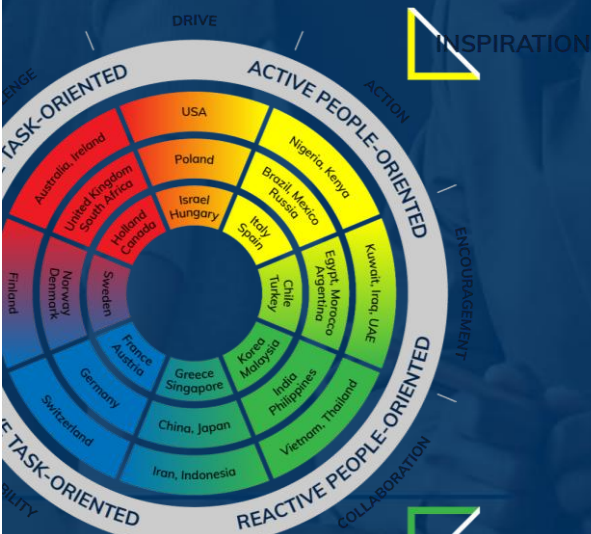 DRIVE
INSPIRATION
LENGE
TASK-ORIENTED
ACTIVE PEOPLE-ORIENTED
ACTION
USA
Poland
Israel
Hungary
Australia, Ireland
United Kingdom
South Africa
Holland
Canada
Nigeria, Kenya
Brazil, Mexico
Russia
Italy
Spain
Finland
Norway
Denmark
Sweden
Chile
Turkey
Egypt, Morocco
Argentina
Kuwait, Iraq, UAE
ENCOURAGEMENT
France
Austria
Germany
Switzerland
Greece
Singapore
China, Japan
Iran, Indonesia
Korea
Malaysia
India
Philippines
Vietnam, Thailand
E TASK-ORIENTED
REACTIVE PEOPLE-ORIENTED
BILITY
COLLABORATION